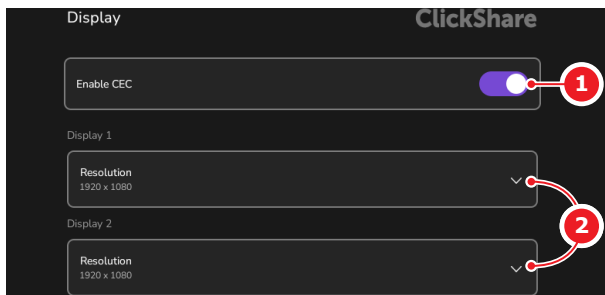 Display
ClickShare
Enable CEC
1
Display 1
Resolution
1920 x 1080
2
Display 2
Resolution
1920 x 1080